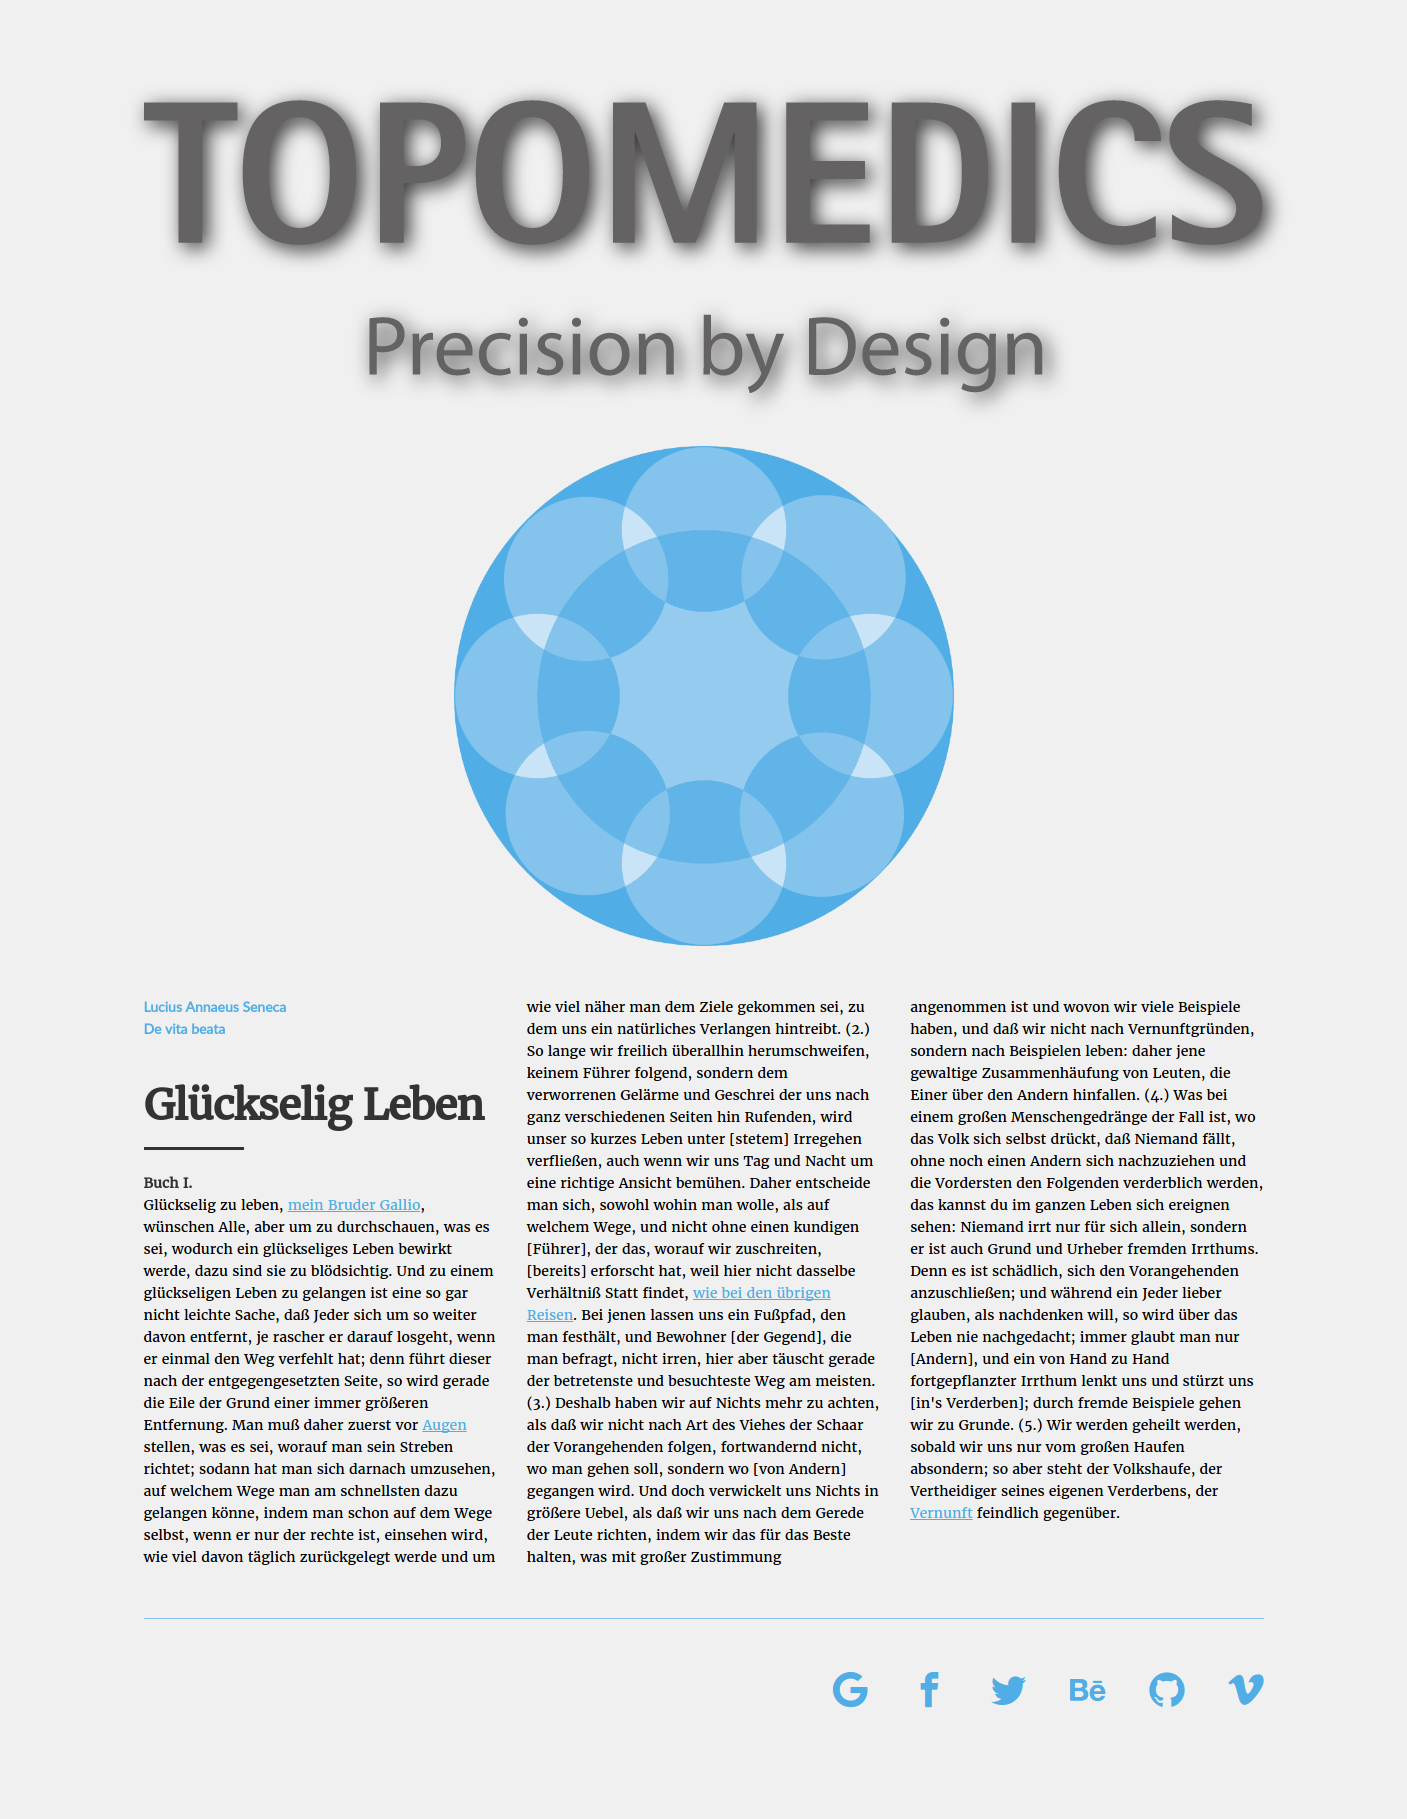 TOPOMEDICS
Precision by Design
Lucius Annaeus Seneca
De vita beata
Glückselig Leben
Buch I.
Glückselig zu leben, mein Bruder Gallio,
wünschen Alle, aber um zu durchschauen, was es
sei, wodurch ein glückseliges Leben bewirkt
werde, dazu sind sie zu blödsichtig. Und zu einem
glückseligen Leben zu gelangen ist eine so gar
nicht leichte Sache, daß Jeder sich um so weiter
davon entfernt, je rascher er darauf losgeht, wenn
er einmal den Weg verfehlt hat; denn führt dieser
nach der entgegengesetzten Seite, so wird gerade
die Eile der Grund einer immer größeren
Entfernung. Man muß daher zuerst vor Augen
stellen, was es sei, worauf man sein Streben
richtet; sodann hat man sich darnach umzusehen,
auf welchem Wege man am schnellsten dazu
gelangen könne, indem man schon auf dem Wege
selbst, wenn er nur der rechte ist, einsehen wird,
wie viel davon täglich zurückgelegt werde und um
wie viel näher man dem Ziele gekommen sei, zu
dem uns ein natürliches Verlangen hintreibt. (2.)
So lange wir freilich überallhin herumschweifen,
keinem Führer folgend, sondern dem
verworrenen Gelärme und Geschrei der uns nach
ganz verschiedenen Seiten hin Rufenden, wird
unser so kurzes Leben unter [stetem] Irregehen
verfließen, auch wenn wir uns Tag und Nacht um
eine richtige Ansicht bemühen. Daher entscheide
man sich, sowohl wohin man wolle, als auf
welchem Wege, und nicht ohne einen kundigen
[Führer], der das, worauf wir zuschreiten,
[bereits] erforscht hat, weil hier nicht dasselbe
Verhältniß Statt findet, wie bei den übrigen
Reisen. Bei jenen lassen uns ein Fußpfad, den
man festhält, und Bewohner [der Gegend], die
man befragt, nicht irren, hier aber täuscht gerade
der betretenste und besuchteste Weg am meisten.
(3.) Deshalb haben wir auf Nichts mehr zu achten,
als daß wir nicht nach Art des Viehes der Schaar
der Vorangehenden folgen, fortwandernd nicht,
wo man gehen soll, sondern wo [von Andern]
gegangen wird. Und doch verwickelt uns Nichts in
größere Uebel, als daß wir uns nach dem Gerede
der Leute richten, indem wir das für das Beste
halten, was mit großer Zustimmung
angenommen ist und wovon wir viele Beispiele
haben, und daß wir nicht nach Vernunftgründen,
sondern nach Beispielen leben: daher jene
gewaltige Zusammenhäufung von Leuten, die
Einer über den Andern hinfallen. (4.) Was bei
einem großen Menschengedränge der Fall ist, wo
das Volk sich selbst drückt, daß Niemand fällt,
ohne noch einen Andern sich nachzuziehen und
die Vordersten den Folgenden verderblich werden,
das kannst du im ganzen Leben sich ereignen
sehen: Niemand irrt nur für sich allein, sondern
er ist auch Grund und Urheber fremden Irrthums.
Denn es ist schädlich, sich den Vorangehenden
anzuschließen; und während ein Jeder lieber
glauben, als nachdenken will, so wird über das
Leben nie nachgedacht; immer glaubt man nur
[Andern], und ein von Hand zu Hand
fortgepflanzter Irrthum lenkt uns und stürzt uns
[in's Verderben]; durch fremde Beispiele gehen
wir zu Grunde. (5.) Wir werden geheilt werden,
sobald wir uns nur vom großen Haufen
absondern; so aber steht der Volkshaufe, der
Vertheidiger seines eigenen Verderbens, der
Vernunft feindlich gegenüber.